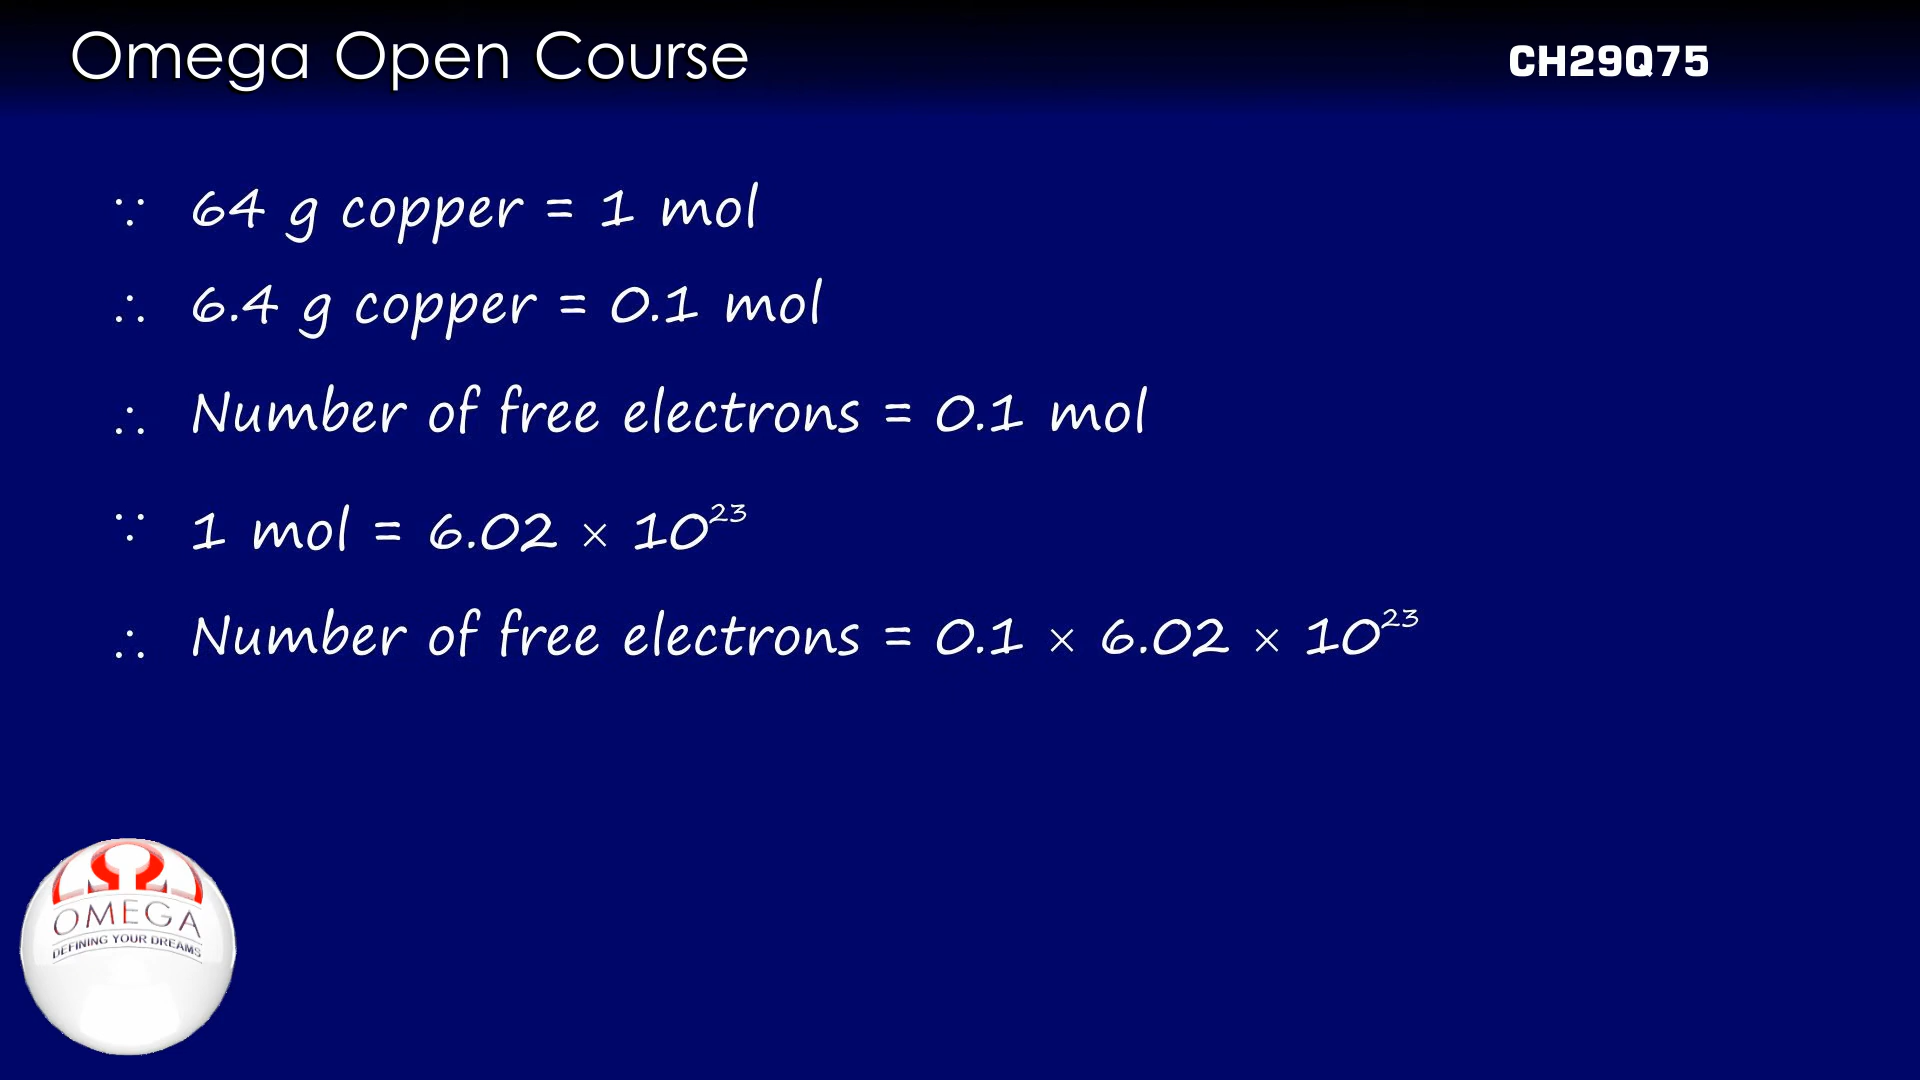 Omega Open Course
CH29Q75
∵ 64 g copper = 1 mol
∴ 6.4 g copper = 0.1 mol
∴ Number of free electrons = 0.1 mol
∵ 1 mol = 6.02 × 10²³
∴ Number of free electrons = 0.1 × 6.02 × 10²³
OMEGA
DEFINING YOUR DREAMS